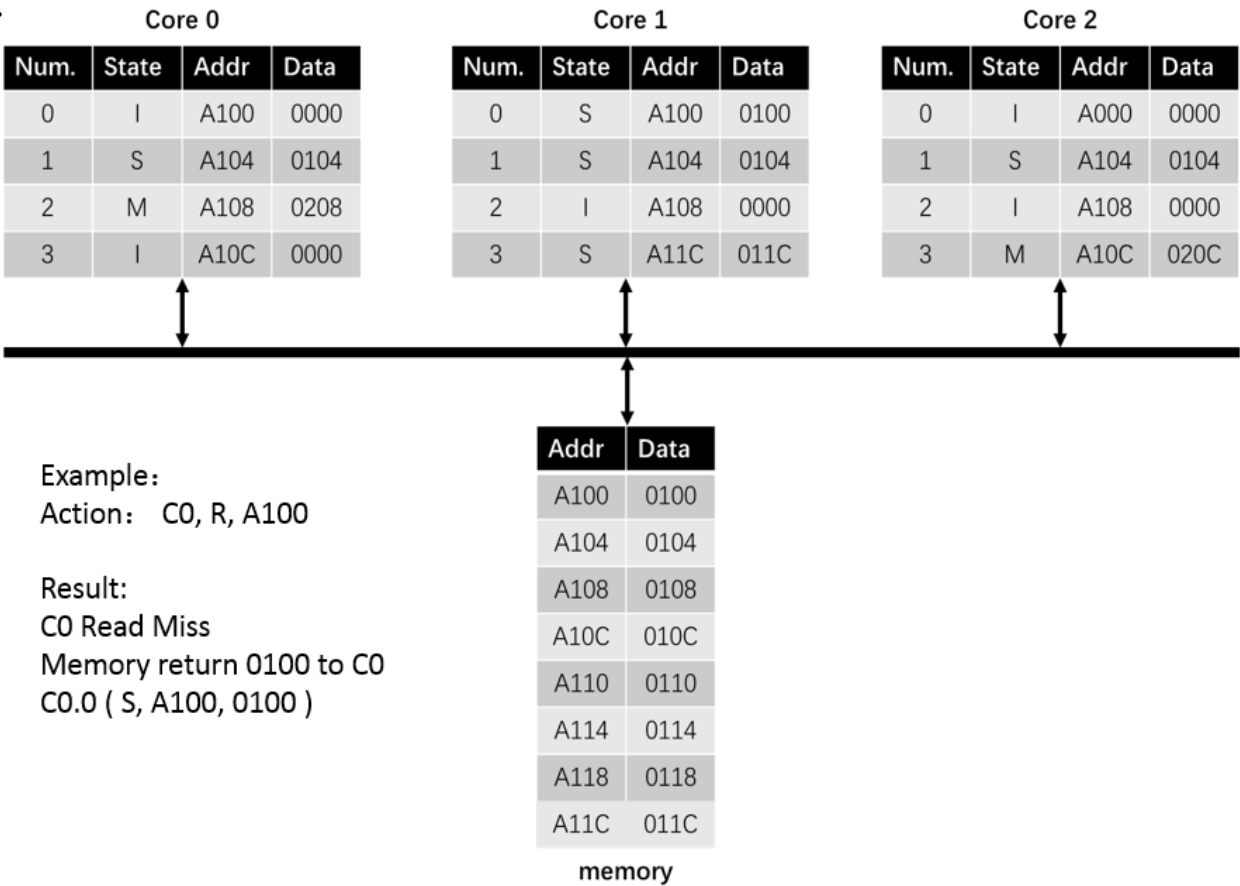 Core 0
Num. State Addr Data
0 I A100 0000
1 S A104 0104
2 M A108 0208
3 I A10C 0000
Core 1
Num. State Addr Data
0 S A100 0100
1 S A104 0104
2 I A108 0000
3 S A11C 011C
Core 2
Num. State Addr Data
0 I A000 0000
1 S A104 0104
2 I A108 0000
3 M A10C 020C
Example：
Action： C0, R, A100
Result:
C0 Read Miss
Memory return 0100 to C0
C0.0 ( S, A100, 0100 )
Addr Data
A100 0100
A104 0104
A108 0108
A10C 010C
A110 0110
A114 0114
A118 0118
A11C 011C
memory